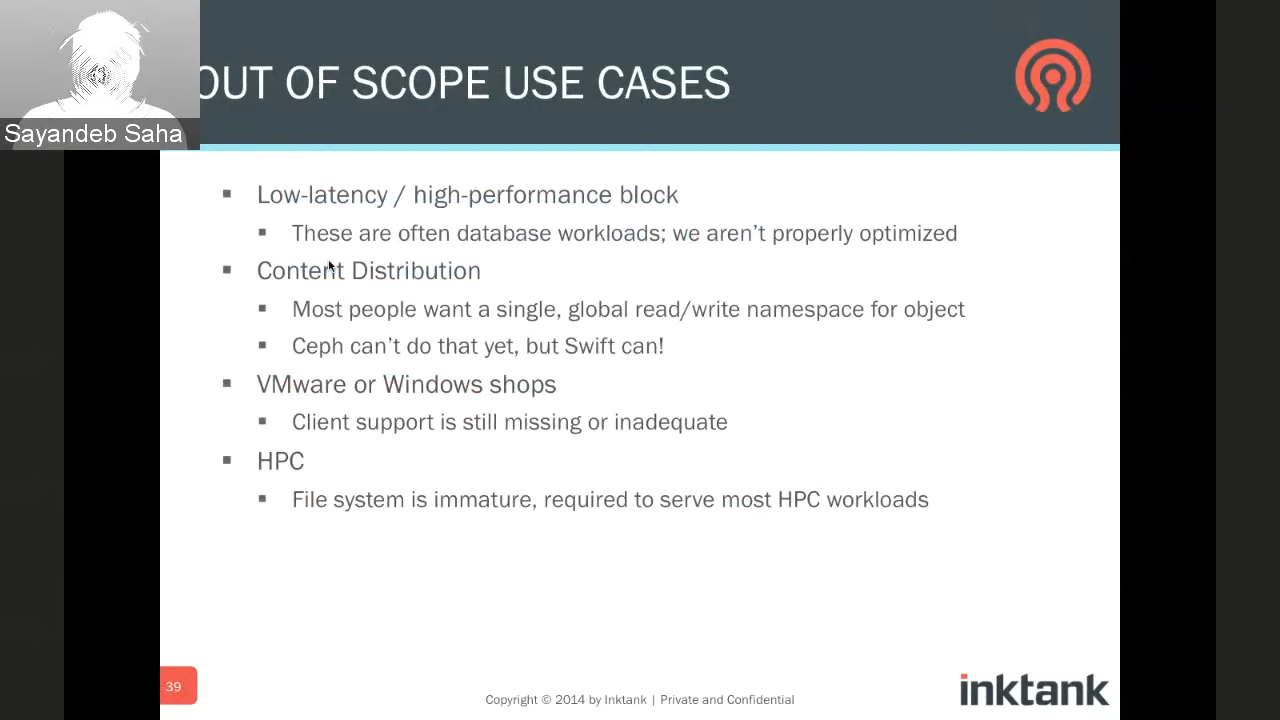 OUT OF SCOPE USE CASES
Sayandeb Saha
Low-latency / high-performance block
These are often database workloads; we aren’t properly optimized
Content Distribution
Most people want a single, global read/write namespace for object
Ceph can’t do that yet, but Swift can!
VMware or Windows shops
Client support is still missing or inadequate
HPC
File system is immature, required to serve most HPC workloads
39
Copyright © 2014 by Inktank | Private and Confidential
inktank